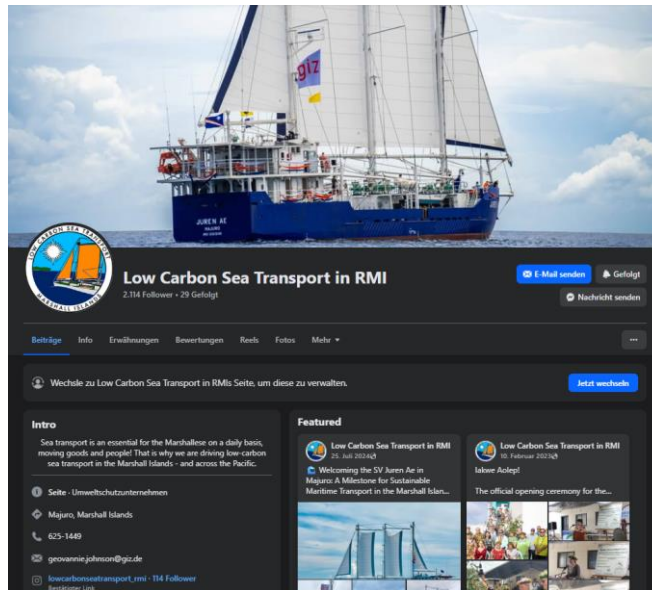 giz
JUREN AE
MAJURO
LOW CARBON SEA TRANSPORT
MARSHALL ISLANDS
Low Carbon Sea Transport in RMI
2.114 Follower • 29 Gefolgt
E-Mail senden
Gefolgt
Nachricht senden
Beiträge Info Erwähnungen Bewertungen Reels Fotos Mehr
Wechsle zu Low Carbon Sea Transport in RMIs Seite, um diese zu verwalten.
Jetzt wechseln
Intro
Sea transport is an essential for the Marshallese on a daily basis,
moving goods and people! That is why we are driving low-carbon
sea transport in the Marshall Islands - and across the Pacific.
Seite · Umweltschutzunternehmen
Majuro, Marshall Islands
625-1449
geovannie.johnson@giz.de
lowcarbonseatransport_rmi · 114 Follower
Bestätigter Link
Featured
Low Carbon Sea Transport in RMI
25. Juli 2024
Welcoming the SV Juren Ae in
Majuro: A Milestone for Sustainable
Maritime Transport in the Marshall Islan...
Low Carbon Sea Transport in RMI
10. Februar 2023
Iakwe Aolep!
The official opening ceremony for the...